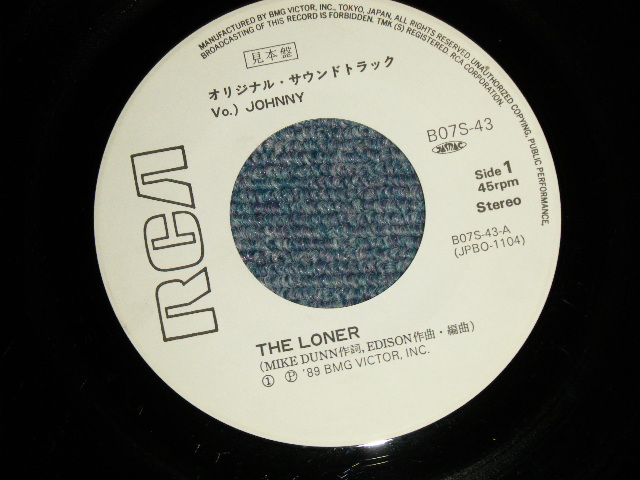 MANUFACTURED BY BMG VICTOR, INC., TOKYO, JAPAN, ALL RIGHTS RESERVED. UNAUTHORIZED COPYING, PUBLIC PERFORMANCE,
BROADCASTING OF THIS RECORD IS FORBIDDEN. TMK (S) REGISTERED. RCA CORPORATION.
見本盤
オリジナル・サウンドトラック
Vo.) JOHNNY
RCA
B07S-43
Side 1
45rpm
Stereo
B07S-43-A
(JPBO-1104)
THE LONER
(MIKE DUNN作詞, EDISON作曲・編曲)
① Ⓟ '89 BMG VICTOR, INC.